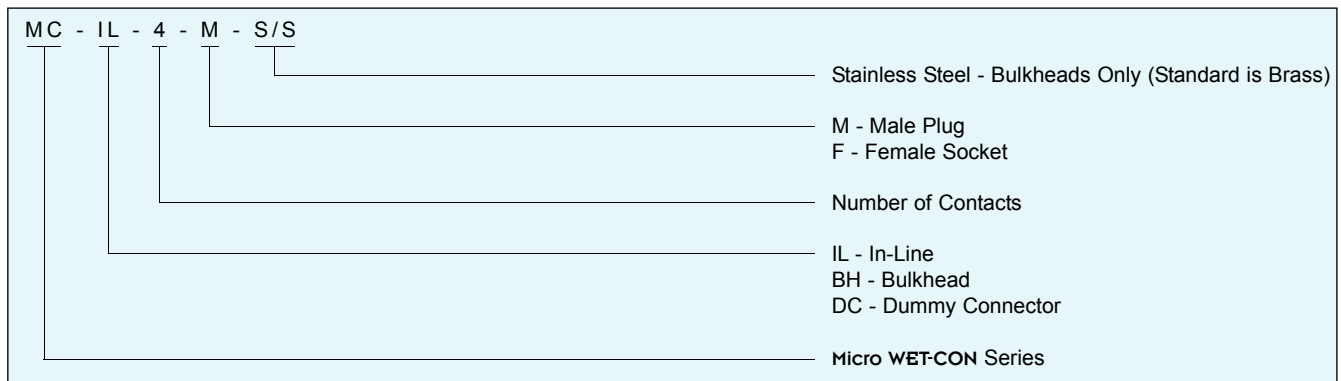 MC - IL - 4 - M - S/S
Stainless Steel - Bulkheads Only (Standard is Brass)
M - Male Plug
F - Female Socket
Number of Contacts
IL - In-Line
BH - Bulkhead
DC - Dummy Connector
Micro WET-CON Series